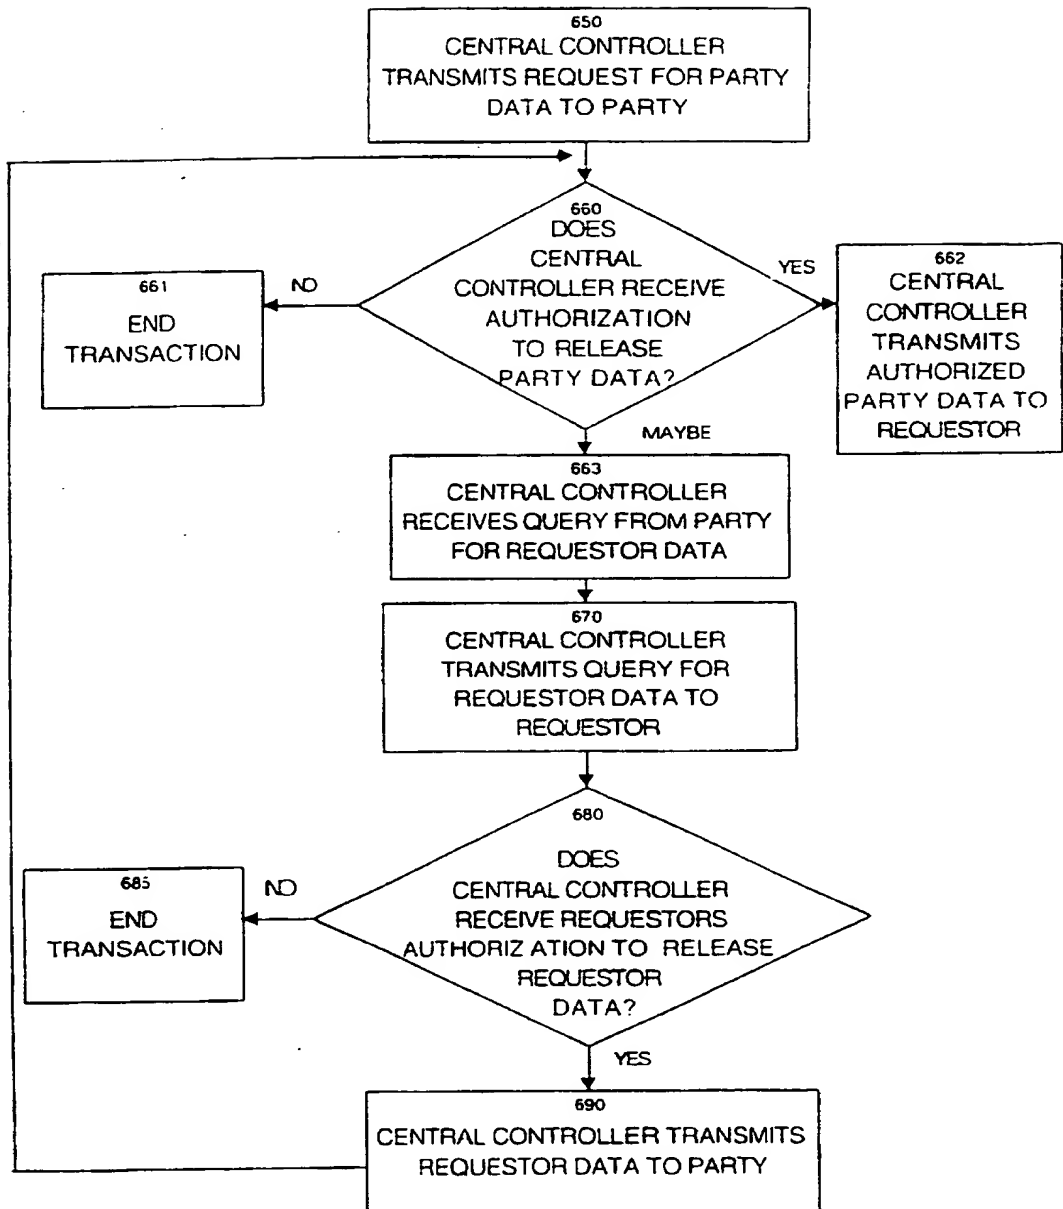 650
CENTRAL CONTROLLER
TRANSMITS REQUEST FOR PARTY
DATA TO PARTY
660
DOES
CENTRAL
CONTROLLER RECEIVE
AUTHORIZATION
TO RELEASE
PARTY DATA?
NO
661
END
TRANSACTION
YES
662
CENTRAL
CONTROLLER
TRANSMITS
AUTHORIZED
PARTY DATA TO
REQUESTOR
MAYBE
663
CENTRAL CONTROLLER
RECEIVES QUERY FROM PARTY
FOR REQUESTOR DATA
670
CENTRAL CONTROLLER
TRANSMITS QUERY FOR
REQUESTOR DATA TO
REQUESTOR
680
DOES
CENTRAL CONTROLLER
RECEIVE REQUESTORS
AUTHORIZATION TO RELEASE
REQUESTOR
DATA?
NO
685
END
TRANSACTION
YES
690
CENTRAL CONTROLLER TRANSMITS
REQUESTOR DATA TO PARTY